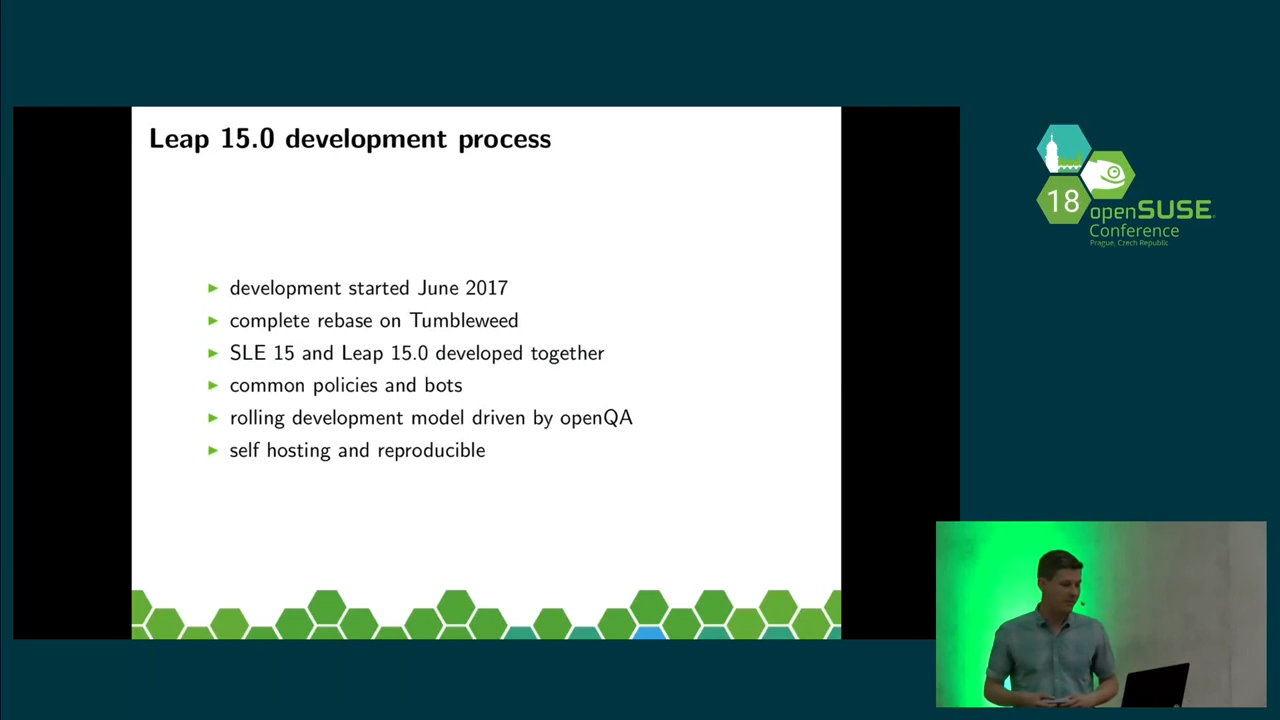 Leap 15.0 development process
development started June 2017
complete rebase on Tumbleweed
SLE 15 and Leap 15.0 developed together
common policies and bots
rolling development model driven by openQA
self hosting and reproducible
18
openSUSE
Conference
Prague, Czech Republic